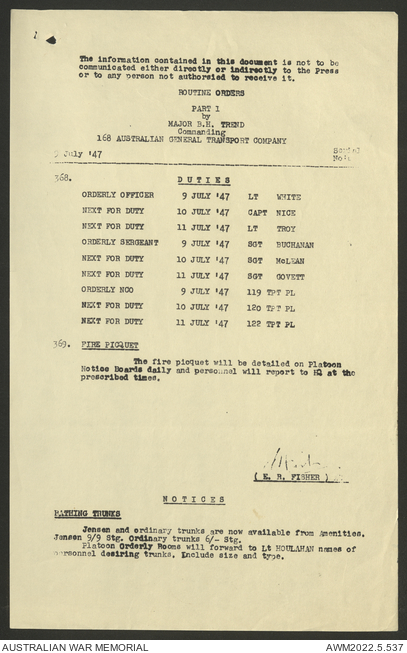 1
The information contained in this document is not to be
communicated either directly or indirectly to the Press
or to any person not authorsied to receive it.
ROUTINE ORDERS
PART 1
by
MAJOR B.H. TREND
Commanding
168 AUSTRALIAN GENERAL TRANSPORT COMPANY
9 July '47
Serial
No:
368. DUTIES
ORDERLY OFFICER 9 JULY '47 LT WHITE
NEXT FOR DUTY 10 JULY '47 CAPT NICE
NEXT FOR DUTY 11 JULY '47 LT TROY
ORDERLY SERGEANT 9 JULY '47 SGT BUCHANAN
NEXT FOR DUTY 10 JULY '47 SGT McLEAN
NEXT FOR DUTY 11 JULY '47 SGT GOVETT
ORDERLY NCO 9 JULY '47 119 TPT PL
NEXT FOR DUTY 10 JULY '47 120 TPT PL
NEXT FOR DUTY 11 JULY '47 122 TPT PL
369. FIRE PICQUET
The fire picquet will be detailed on Platoon
Notice Boards daily and personnel will report to HQ at the
prescribed times.
( E. R. FISHER )
NOTICES
BATHING TRUNKS
Jensen and ordinary trunks are now available from Amenities.
Jansen 9/9 Stg. Ordinary trunks 6/- Stg.
Platoon Orderly Rooms will forward to Lt HOULAHAN names of
personnel desiring trunks. Include size and type.
AUSTRALIAN WAR MEMORIAL
AWM2022.5.537